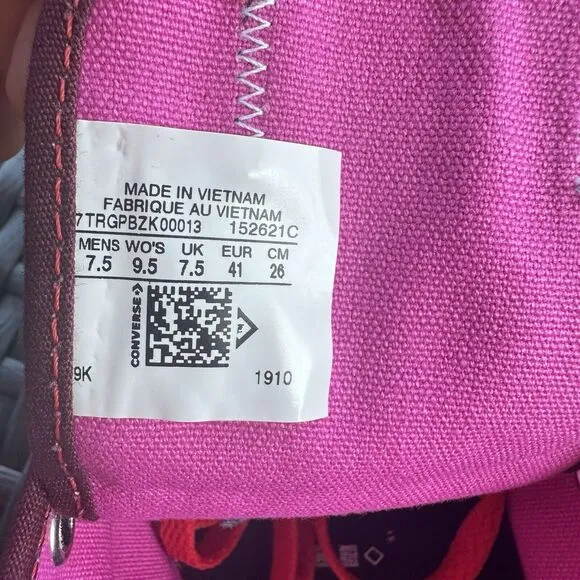 MADE IN VIETNAM
FABRIQUE AU VIETNAM
7TRGPBZK00013 152621C
MENS WO'S UK EUR CM
7.5 9.5 7.5 41 26
CONVERSE
TM
9K 1910